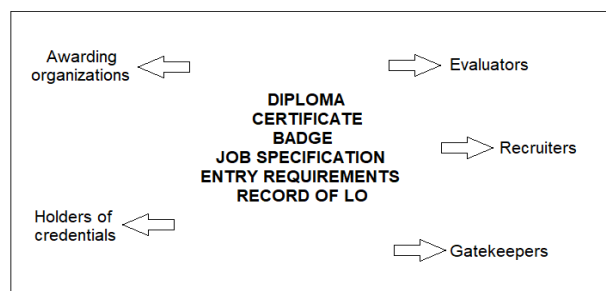 Awarding
organizations
Evaluators
DIPLOMA
CERTIFICATE
BADGE
JOB SPECIFICATION
ENTRY REQUIREMENTS
RECORD OF LO
Recruiters
Holders of
credentials
Gatekeepers